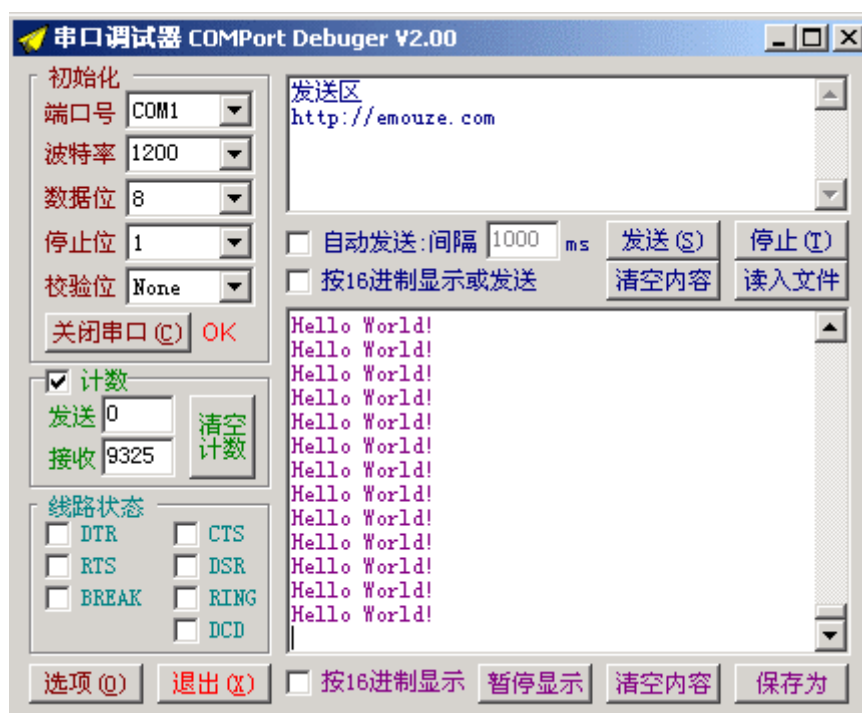 串口调试器 COMPort Debuger V2.00
初始化
端口号 COM1
波特率 1200
数据位 8
停止位 1
校验位 None
关闭串口(C) OK
计数
发送 0
接收 9325
清空
计数
线路状态
DTR CTS
RTS DSR
BREAK RING
DCD
选项(O) 退出(X)
发送区
http://emouze.com
自动发送:间隔 1000 ms 发送(S) 停止(T)
按16进制显示或发送 清空内容 读入文件
Hello World!
Hello World!
Hello World!
Hello World!
Hello World!
Hello World!
Hello World!
Hello World!
Hello World!
Hello World!
Hello World!
Hello World!
Hello World!
按16进制显示 暂停显示 清空内容 保存为